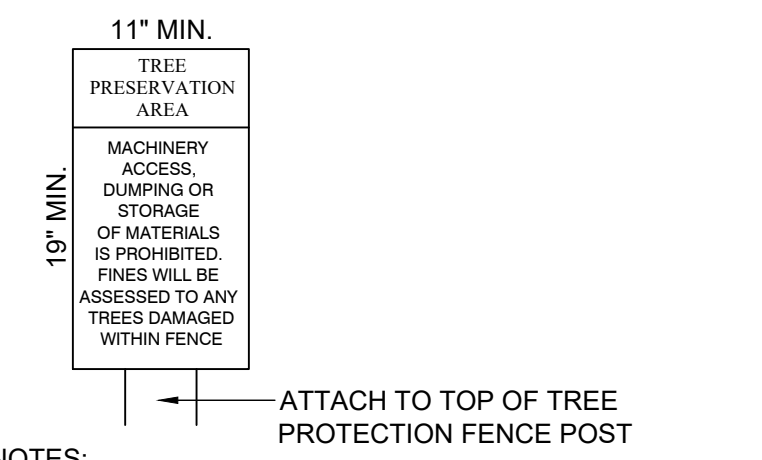 11" MIN.
TREE
PRESERVATION
AREA
19" MIN.
MACHINERY
ACCESS,
DUMPING OR
STORAGE
OF MATERIALS
IS PROHIBITED.
FINES WILL BE
ASSESSED TO ANY
TREES DAMAGED
WITHIN FENCE
ATTACH TO TOP OF TREE
PROTECTION FENCE POST
NOTES: